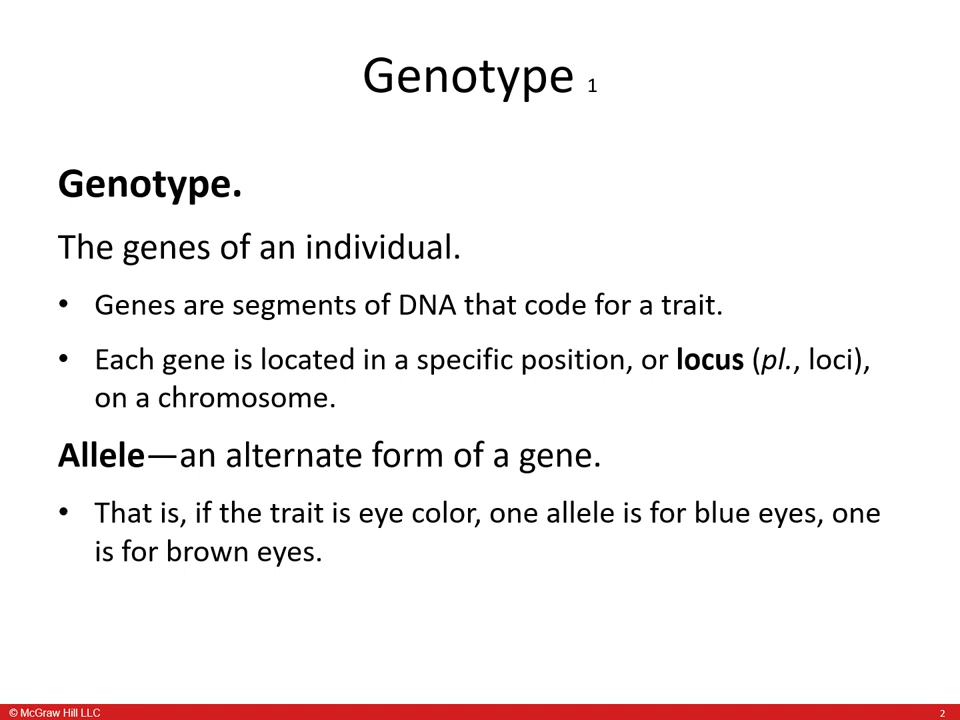 Genotype 1
Genotype.
The genes of an individual.
• Genes are segments of DNA that code for a trait.
• Each gene is located in a specific position, or locus (pl., loci),
on a chromosome.
Allele—an alternate form of a gene.
• That is, if the trait is eye color, one allele is for blue eyes, one
is for brown eyes.
© McGraw Hill LLC
2